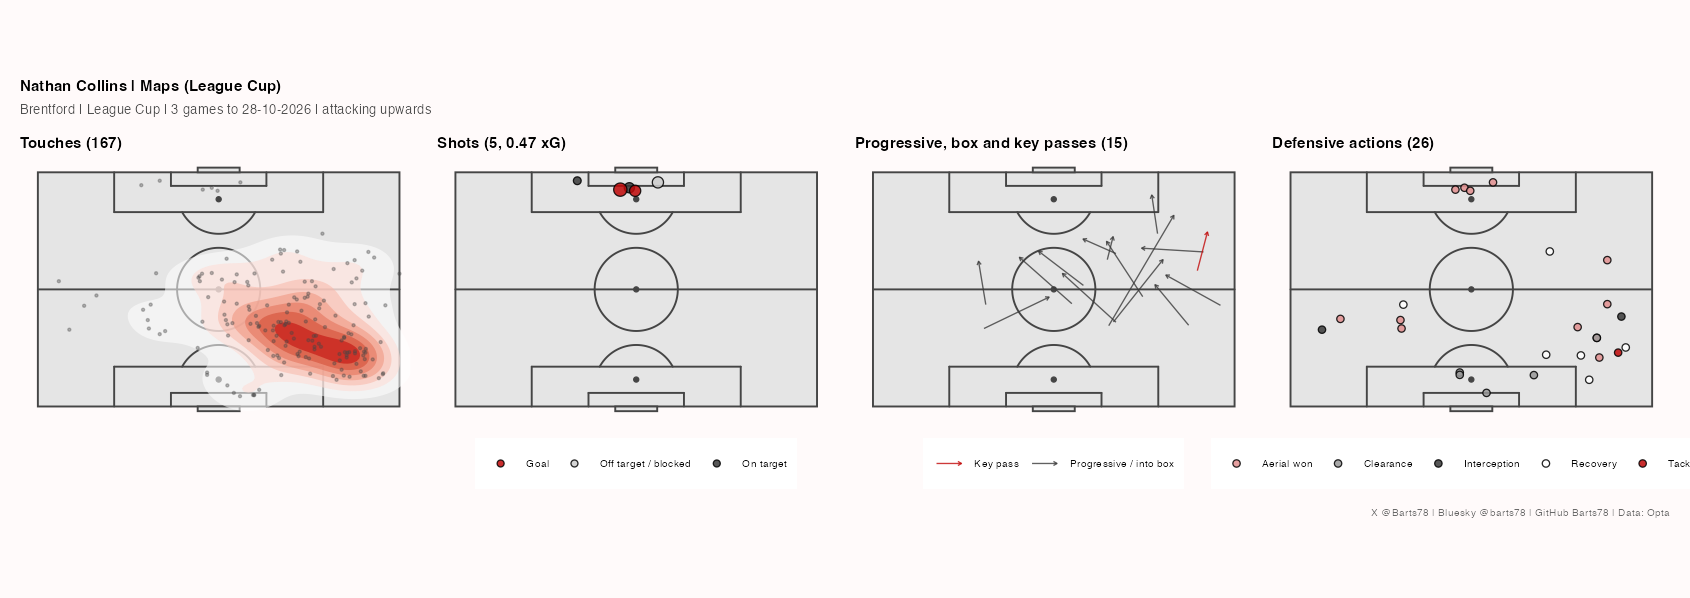 Nathan Collins | Maps (League Cup)
Brentford | League Cup | 3 games to 28-10-2026 | attacking upwards
Touches (167)
Shots (5, 0.47 xG)
Progressive, box and key passes (15)
Defensive actions (26)
Goal
Off target / blocked
On target
Key pass
Progressive / into box
Aerial won
Clearance
Interception
Recovery
Tack
X @Barts78 | Bluesky @barts78 | GitHub Barts78 | Data: Opta